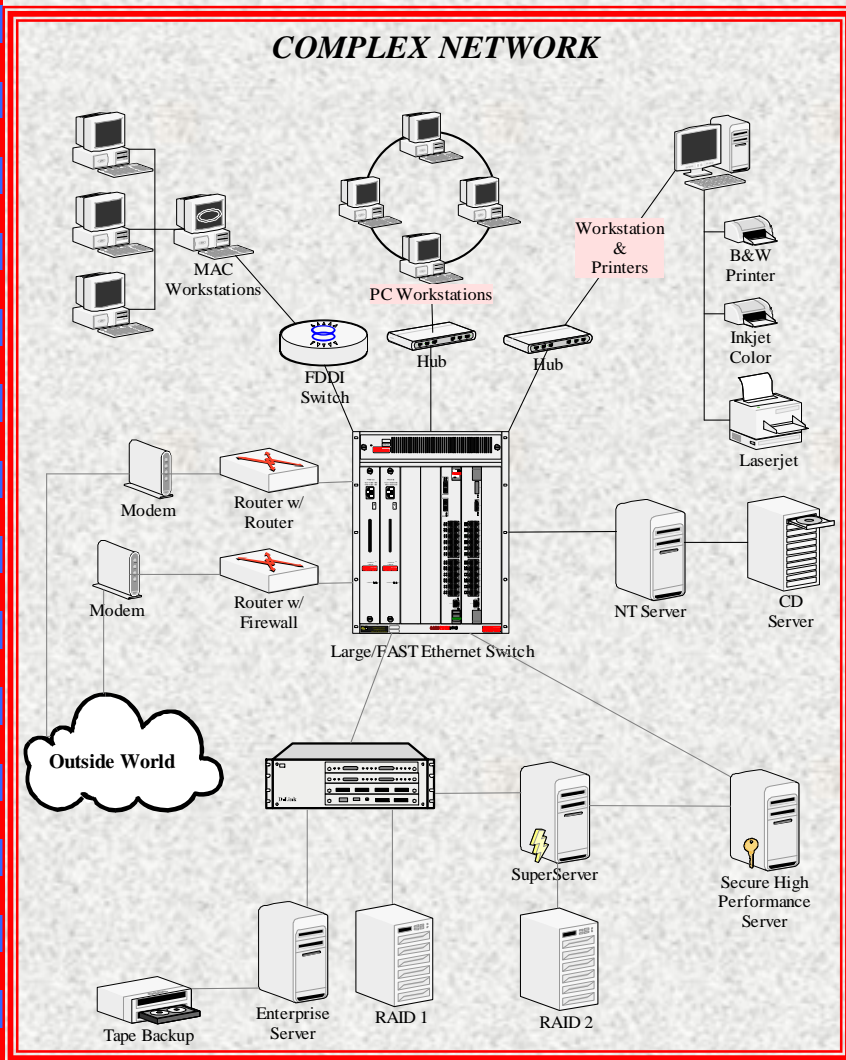 COMPLEX NETWORK
MAC
Workstations
PC Workstations
Workstation
&
Printers
B&W
Printer
Inkjet
Color
Laserjet
FDDI
Switch
Hub
Hub
Modem
Router w/
Router
Modem
Router w/
Firewall
Large/FAST Ethernet Switch
NT Server
CD
Server
Outside World
SuperServer
Secure High
Performance
Server
Enterprise
Server
RAID 1
RAID 2
Tape Backup